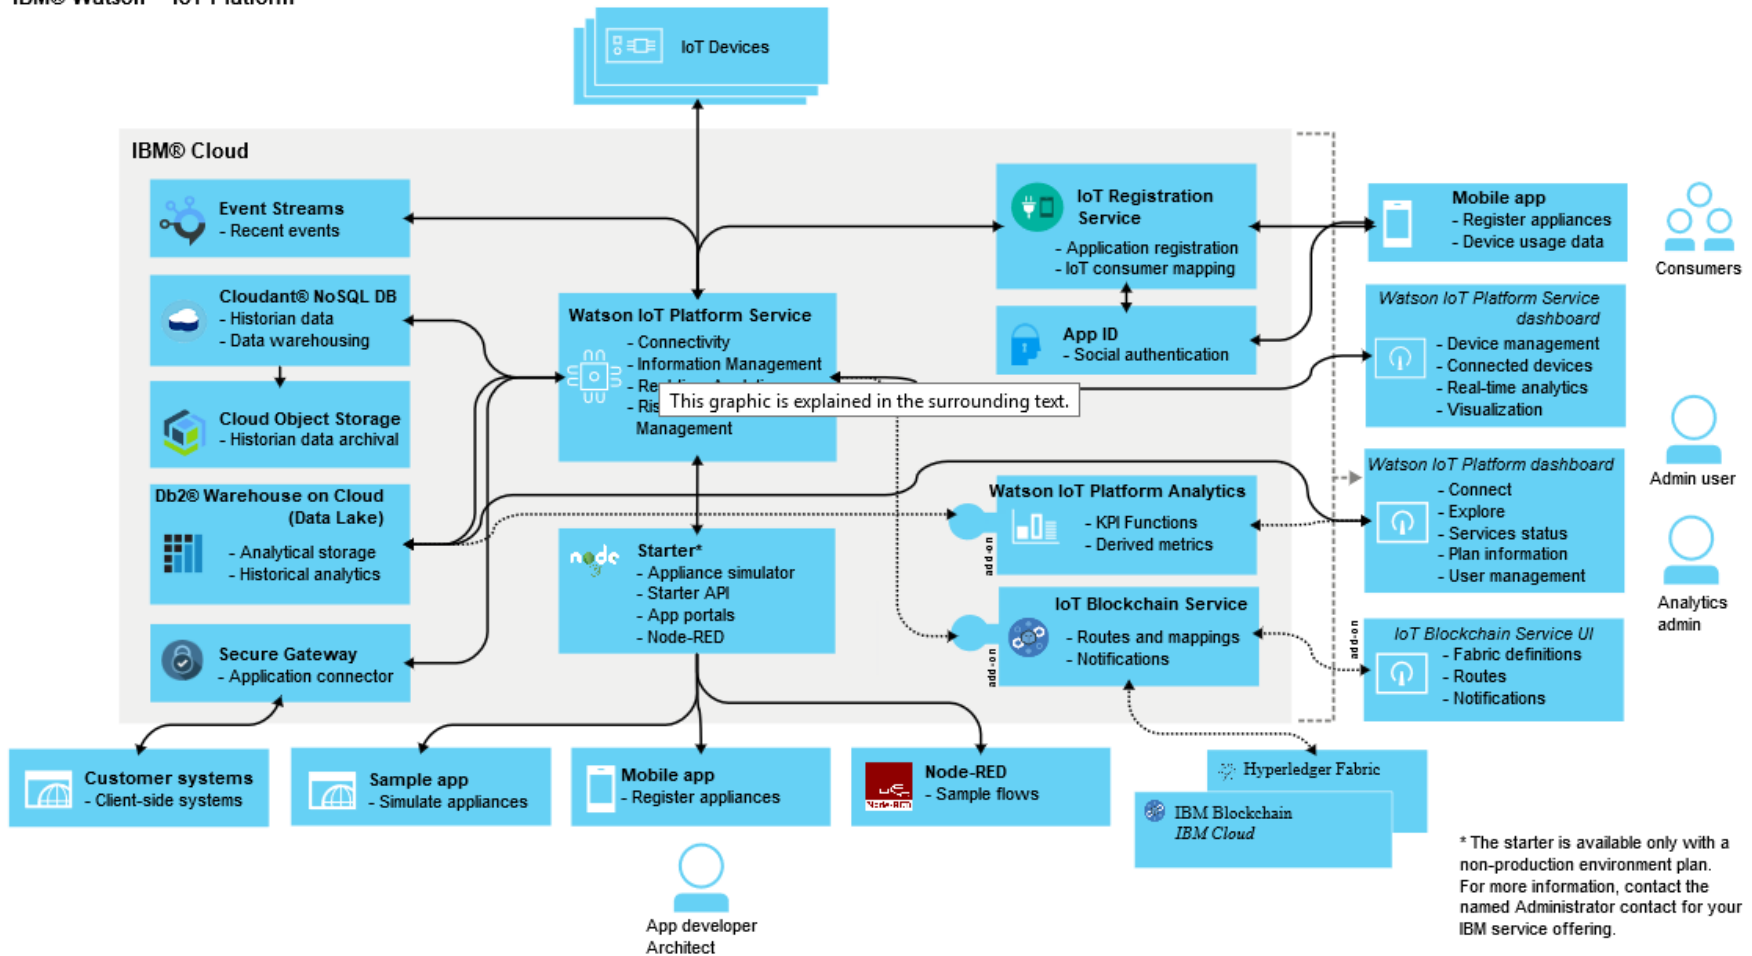 IBM® Watson™ IoT Platform
IoT Devices
IBM® Cloud
Event Streams
- Recent events
Cloudant® NoSQL DB
- Historian data
- Data warehousing
Cloud Object Storage
- Historian data archival
Db2® Warehouse on Cloud
(Data Lake)
- Analytical storage
- Historical analytics
Secure Gateway
- Application connector
Watson IoT Platform Service
- Connectivity
- Information Management
This graphic is explained in the surrounding text.
Management
Starter*
- Appliance simulator
- Starter API
- App portals
- Node-RED
node
IoT Registration
Service
- Application registration
- IoT consumer mapping
App ID
- Social authentication
Watson IoT Platform Analytics
- KPI Functions
- Derived metrics
add-on
IoT Blockchain Service
- Routes and mappings
- Notifications
add-on
Mobile app
- Register appliances
- Device usage data
Consumers
Watson IoT Platform Service
dashboard
- Device management
- Connected devices
- Real-time analytics
- Visualization
Admin user
Watson IoT Platform dashboard
- Connect
- Explore
- Services status
- Plan information
- User management
Analytics
admin
add-on
IoT Blockchain Service UI
- Fabric definitions
- Routes
- Notifications
Customer systems
- Client-side systems
Sample app
- Simulate appliances
Mobile app
- Register appliances
Node-RED
- Sample flows
Node-RED
Hyperledger Fabric
IBM Blockchain
IBM Cloud
App developer
Architect
* The starter is available only with a
non-production environment plan.
For more information, contact the
named Administrator contact for your
IBM service offering.